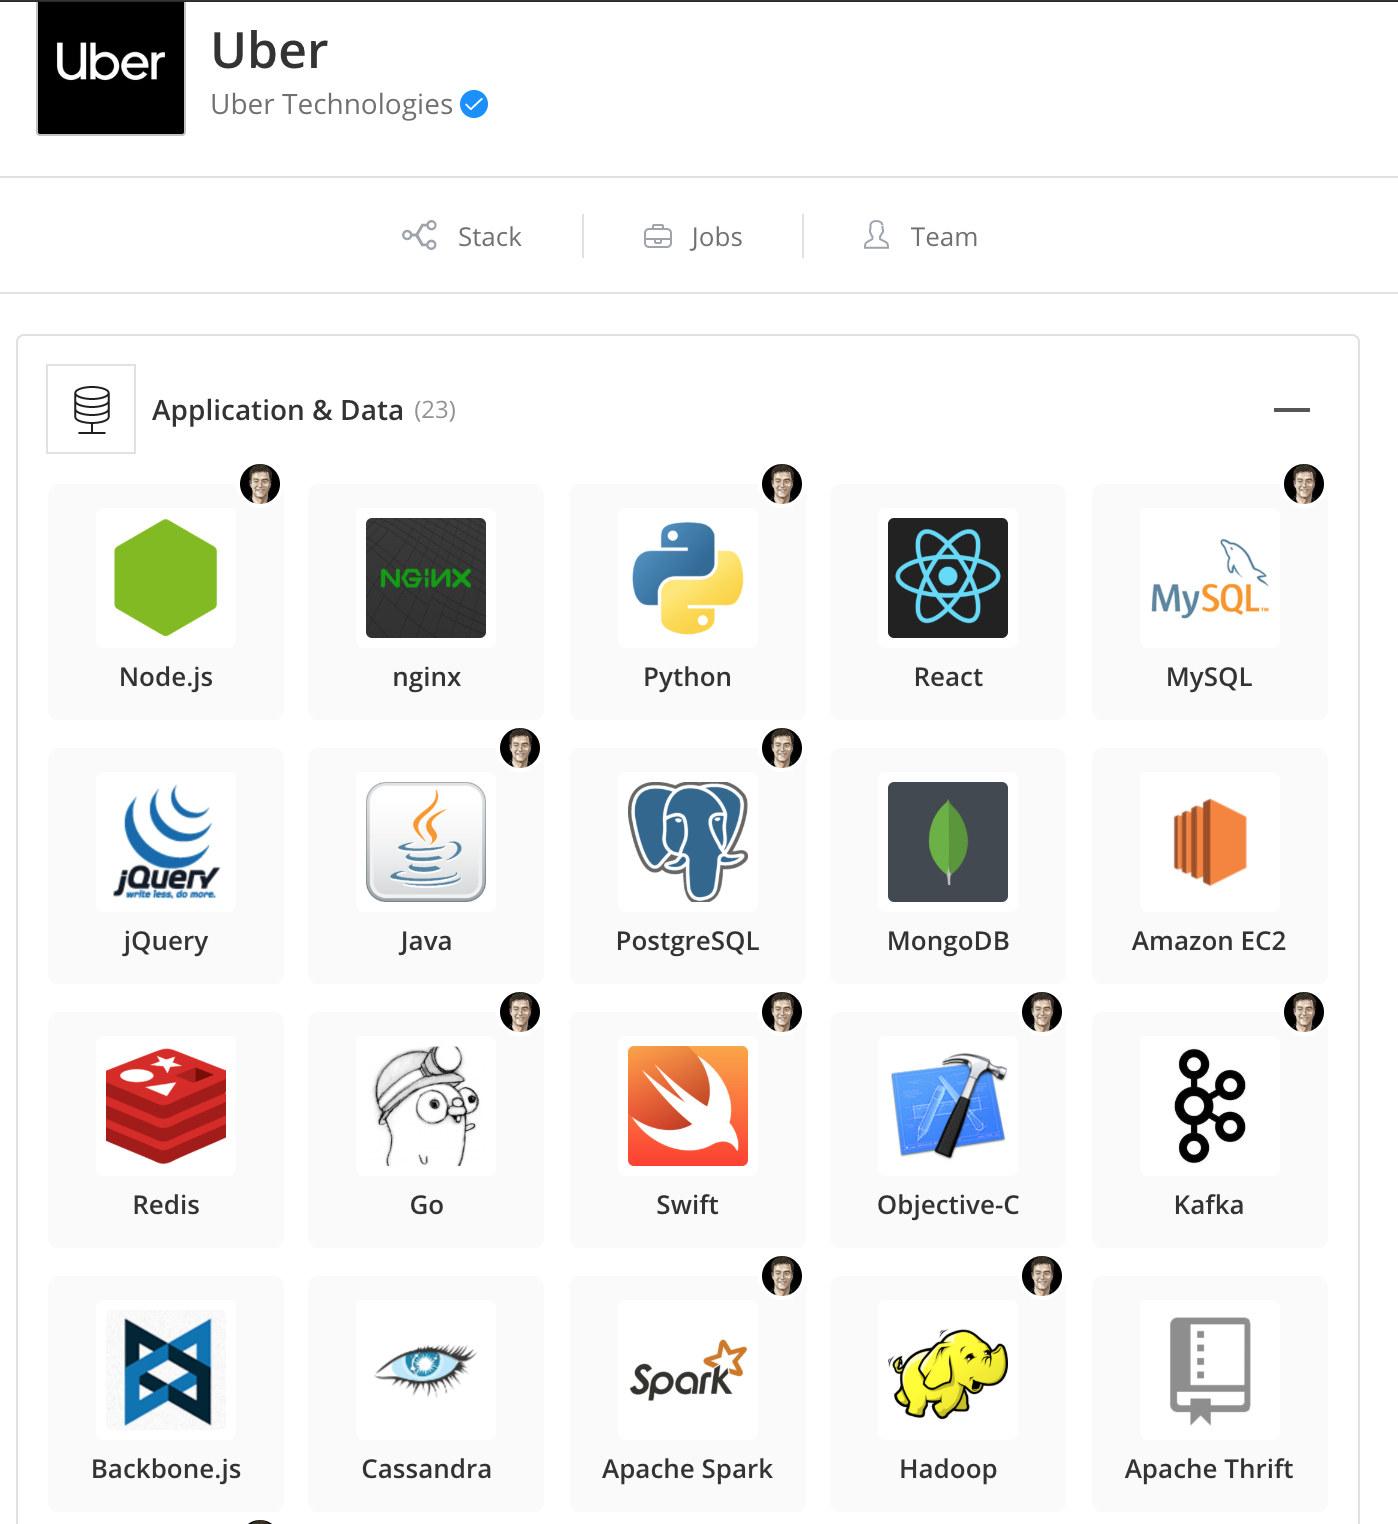 Uber
Uber
Uber Technologies
Stack
Jobs
Team
Application & Data (23)
NGINX
MySQL™
Node.js
nginx
Python
React
MySQL
jQuery
write less, do more.
jQuery
Java
PostgreSQL
MongoDB
Amazon EC2
Redis
Go
Swift
Objective-C
Kafka
Spark
Backbone.js
Cassandra
Apache Spark
Hadoop
Apache Thrift